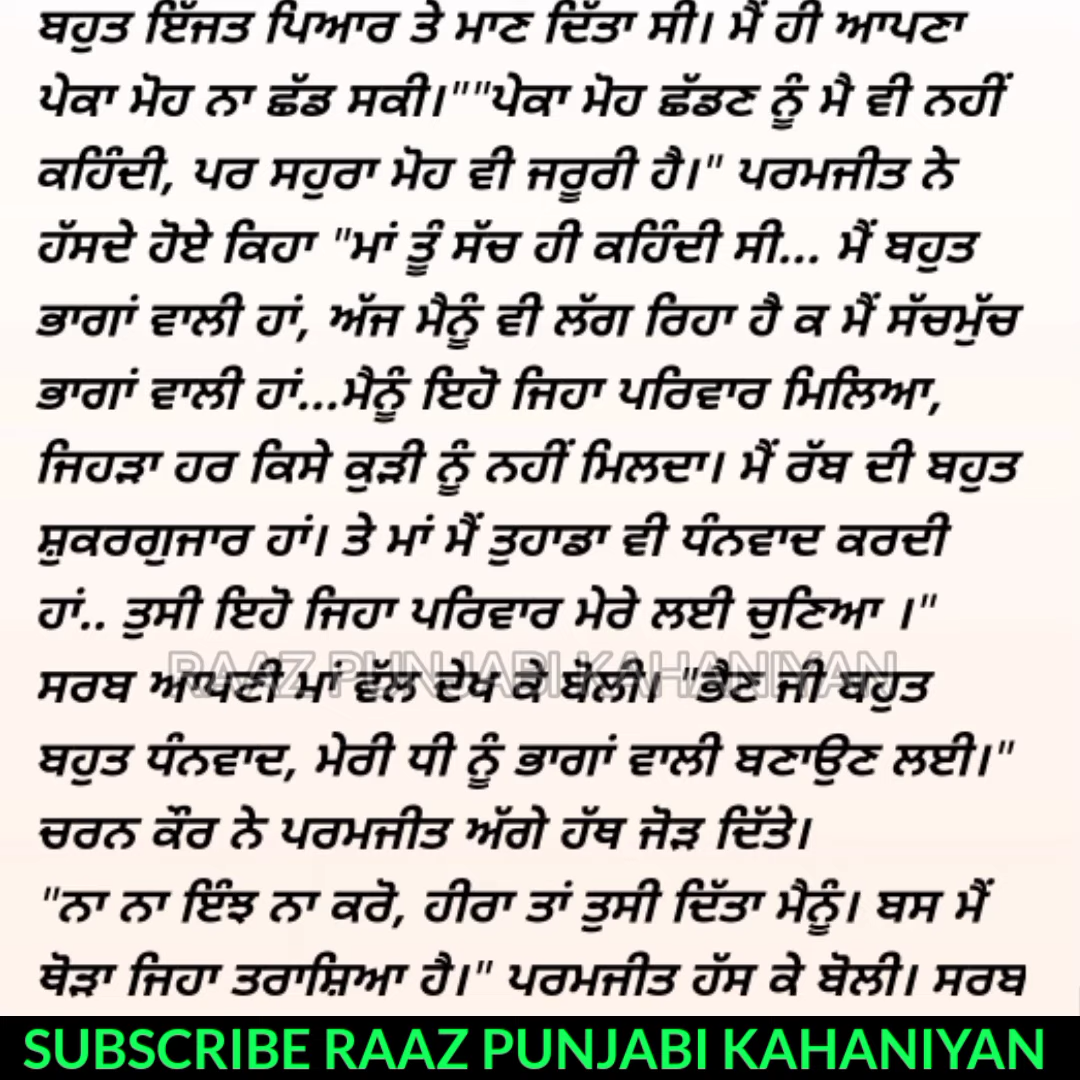 ਬਹੁਤ ਇੱਜਤ ਪਿਆਰ ਤੇ ਮਾਣ ਦਿੱਤਾ ਸੀ। ਮੈਂ ਹੀ ਆਪਣਾ
ਪੇਕਾ ਮੋਹ ਨਾ ਛੱਡ ਸਕੀ।""ਪੇਕਾ ਮੋਹ ਛੱਡਣ ਨੂੰ ਮੈ ਵੀ ਨਹੀਂ
ਕਹਿੰਦੀ, ਪਰ ਸਹੁਰਾ ਮੋਹ ਵੀ ਜਰੂਰੀ ਹੈ।" ਪਰਮਜੀਤ ਨੇ
ਹੱਸਦੇ ਹੋਏ ਕਿਹਾ "ਮਾਂ ਤੂੰ ਸੱਚ ਹੀ ਕਹਿੰਦੀ ਸੀ... ਮੈਂ ਬਹੁਤ
ਭਾਗਾਂ ਵਾਲੀ ਹਾਂ, ਅੱਜ ਮੈਨੂੰ ਵੀ ਲੱਗ ਰਿਹਾ ਹੈ ਕ ਮੈਂ ਸੱਚਮੁੱਚ
ਭਾਗਾਂ ਵਾਲੀ ਹਾਂ...ਮੈਨੂੰ ਇਹੋ ਜਿਹਾ ਪਰਿਵਾਰ ਮਿਲਿਆ,
ਜਿਹੜਾ ਹਰ ਕਿਸੇ ਕੁੜੀ ਨੂੰ ਨਹੀਂ ਮਿਲਦਾ। ਮੈਂ ਰੱਬ ਦੀ ਬਹੁਤ
ਸ਼ੁਕਰਗੁਜਾਰ ਹਾਂ। ਤੇ ਮਾਂ ਮੈਂ ਤੁਹਾਡਾ ਵੀ ਧੰਨਵਾਦ ਕਰਦੀ
ਹਾਂ.. ਤੁਸੀ ਇਹੋ ਜਿਹਾ ਪਰਿਵਾਰ ਮੇਰੇ ਲਈ ਚੁਣਿਆ ।"
RAAZ PUNJABI KAHANIYAN
ਸਰਬ ਆਪਣੀ ਮਾਂ ਵੱਲ ਦੇਖ ਕੇ ਬੋਲੀ। "ਭੈਣ ਜੀ ਬਹੁਤ
ਬਹੁਤ ਧੰਨਵਾਦ, ਮੇਰੀ ਧੀ ਨੂੰ ਭਾਗਾਂ ਵਾਲੀ ਬਣਾਉਣ ਲਈ।"
ਚਰਨ ਕੌਰ ਨੇ ਪਰਮਜੀਤ ਅੱਗੇ ਹੱਥ ਜੋੜ ਦਿੱਤੇ।
"ਨਾ ਨਾ ਇੰਝ ਨਾ ਕਰੋ, ਹੀਰਾ ਤਾਂ ਤੁਸੀ ਦਿੱਤਾ ਮੈਨੂੰ। ਬਸ ਮੈਂ
ਥੋੜਾ ਜਿਹਾ ਤਰਾਸ਼ਿਆ ਹੈ।" ਪਰਮਜੀਤ ਹੱਸ ਕੇ ਬੋਲੀ। ਸਰਬ
SUBSCRIBE RAAZ PUNJABI KAHANIYAN